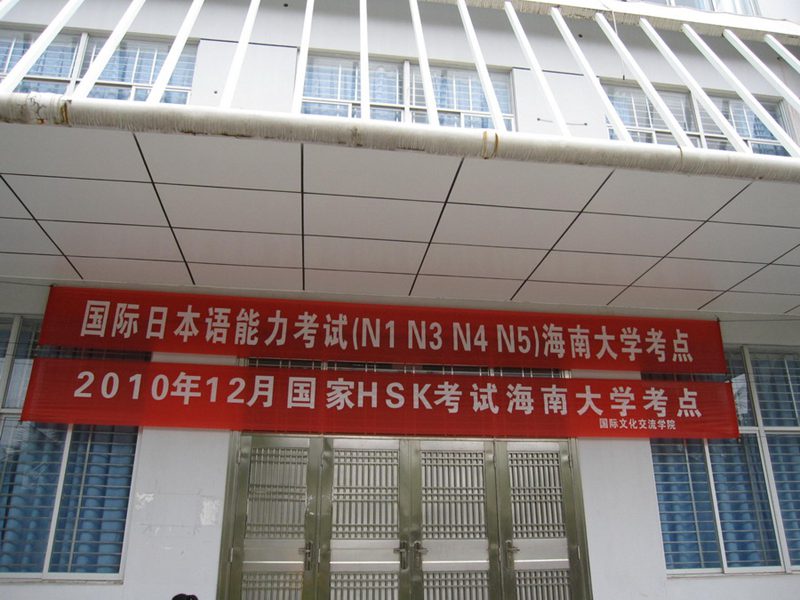 国际日本语能力考试(N1 N3 N4 N5)海南大学考点
2010年12月国家HSK考试海南大学考点
国际文化交流学院